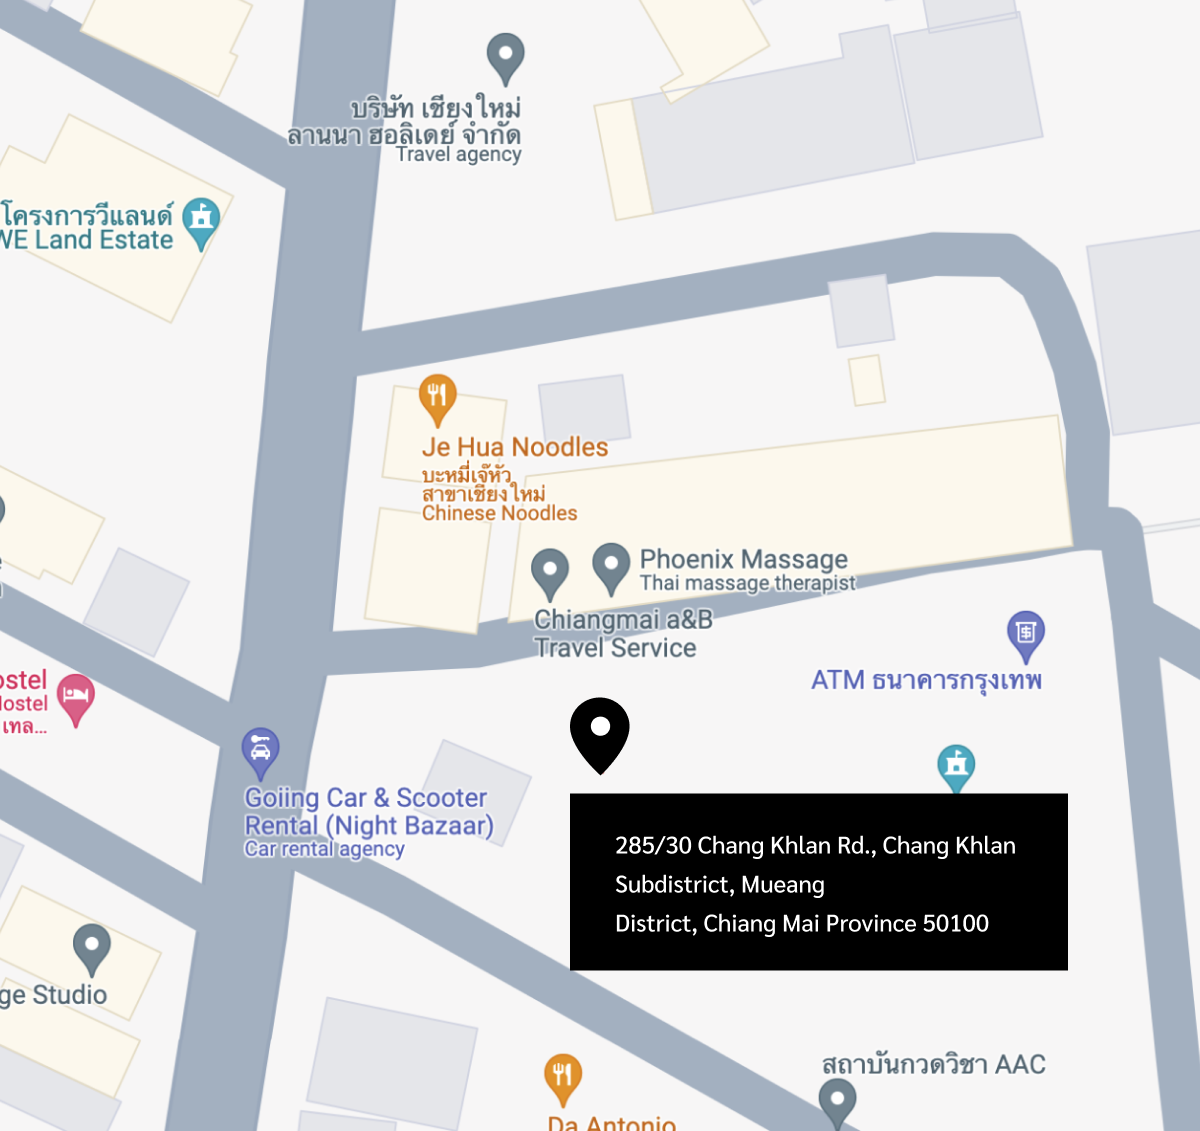 บริษัท เชียงใหม่
ลานนา ฮอลิเดย์ จำกัด
Travel agency
โครงการวีแลนด์
WE Land Estate
Je Hua Noodles
บะหมี่เจ๊หัว
สาขาเชียงใหม่
Chinese Noodles
Phoenix Massage
Thai massage therapist
Chiangmai a&B
Travel Service
ATM ธนาคารกรุงเทพ
ostel
ostel
เทล...
Goiing Car & Scooter
Rental (Night Bazaar)
Car rental agency
285/30 Chang Khlan Rd., Chang Khlan
Subdistrict, Mueang
District, Chiang Mai Province 50100
ge Studio
สถาบันกวดวิชา AAC
Da Antonio